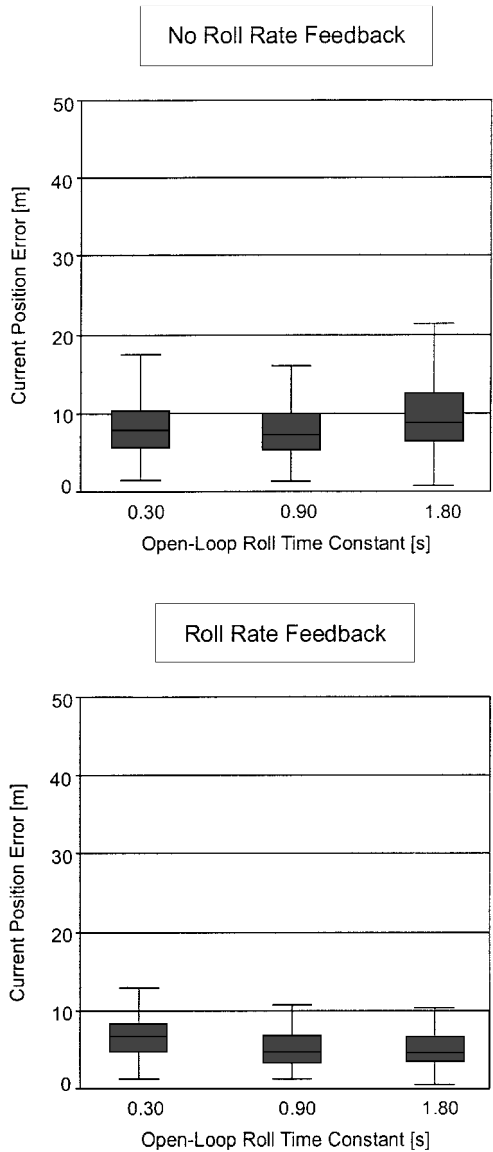 No Roll Rate Feedback
50
40
30
20
10
0
Current Position Error [m]
0.30 0.90 1.80
Open-Loop Roll Time Constant [s]
Roll Rate Feedback
50
40
30
20
10
0
Current Position Error [m]
0.30 0.90 1.80
Open-Loop Roll Time Constant [s]